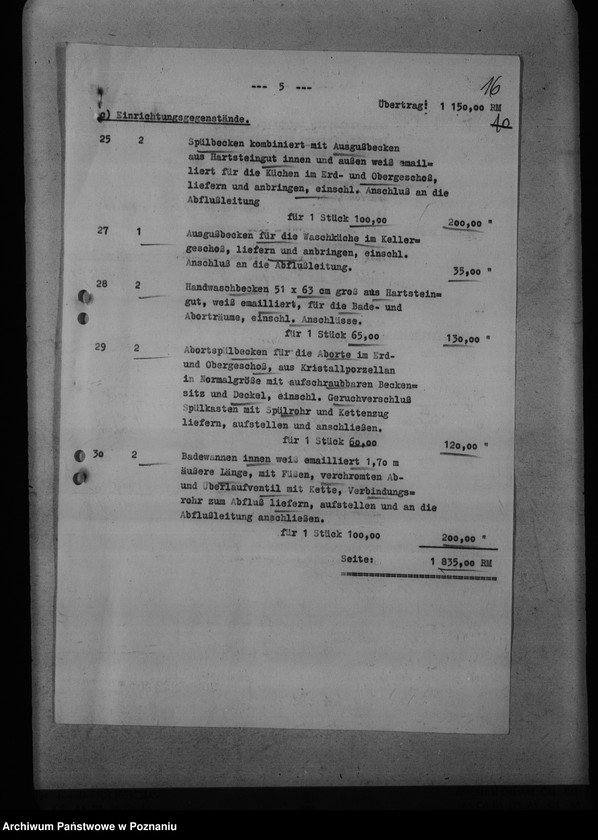 --- 5 ---
16
Übertrag: 1 150,00 RM
40
c) Einrichtungsgegenstände.
25 2 Spülbecken kombiniert mit Ausgußbecken
aus Hartsteingut innen und außen weiß email=
liert für die Küchen im Erd- und Obergeschoß,
liefern und anbringen, einschl. Anschluß an die
Abflußleitung
für 1 Stück 100,00 200,00 "
27 1 Ausgußbecken für die Waschküche im Keller=
geschoß, liefern und anbringen, einschl.
Anschluß an die Abflußleitung. 35,00 "
28 2 Handwaschbecken 51 x 63 cm groß aus Hartstein=
gut, weiß emailliert, für die Bade- und
Aborträume, einschl. Anschlüsse.
für 1 Stück 65,00 130,00 "
29 2 Abortspülbecken für die Aborte im Erd-
und Obergeschoß, aus Kristallporzellan
in Normalgröße mit aufschraubbaren Becken=
sitz und Deckel, einschl. Geruchverschluß
Spülkasten mit Spülrohr und Kettenzug
liefern, aufstellen und anschließen.
für 1 Stück 60,00 120,00 "
30 2 Badewannen innen weiß emailliert 1,70 m
äußere Länge, mit Füßen, verchromten Ab-
und Überlaufventil mit Kette, Verbindungs=
rohr zum Abfluß liefern, aufstellen und an die
Abflußleitung anschließen.
für 1 Stück 100,00 200,00 "
Seite: 1 835,00 RM
Archiwum Państwowe w Poznaniu